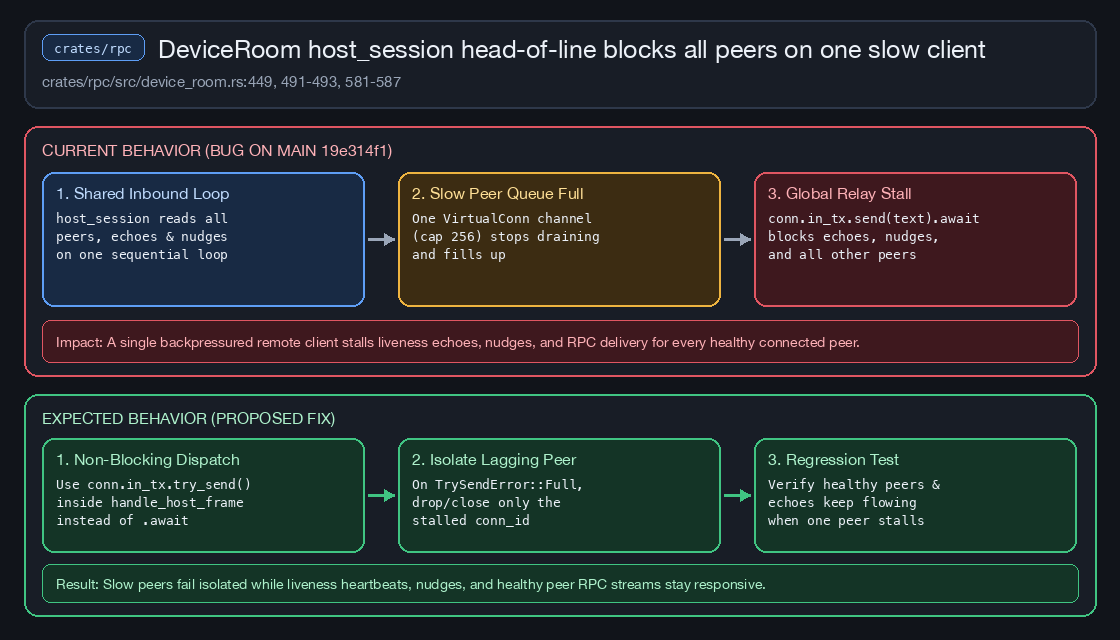 crates/rpc DeviceRoom host_session head-of-line blocks all peers on one slow client
crates/rpc/src/device_room.rs:449, 491-493, 581-587
CURRENT BEHAVIOR (BUG ON MAIN 19e314f1)
1. Shared Inbound Loop
host_session reads all
peers, echoes & nudges
on one sequential loop
2. Slow Peer Queue Full
One VirtualConn channel
(cap 256) stops draining
and fills up
3. Global Relay Stall
conn.in_tx.send(text).await
blocks echoes, nudges,
and all other peers
Impact: A single backpressured remote client stalls liveness echoes, nudges, and RPC delivery for every healthy connected peer.
EXPECTED BEHAVIOR (PROPOSED FIX)
1. Non-Blocking Dispatch
Use conn.in_tx.try_send()
inside handle_host_frame
instead of .await
2. Isolate Lagging Peer
On TrySendError::Full,
drop/close only the
stalled conn_id
3. Regression Test
Verify healthy peers &
echoes keep flowing
when one peer stalls
Result: Slow peers fail isolated while liveness heartbeats, nudges, and healthy peer RPC streams stay responsive.